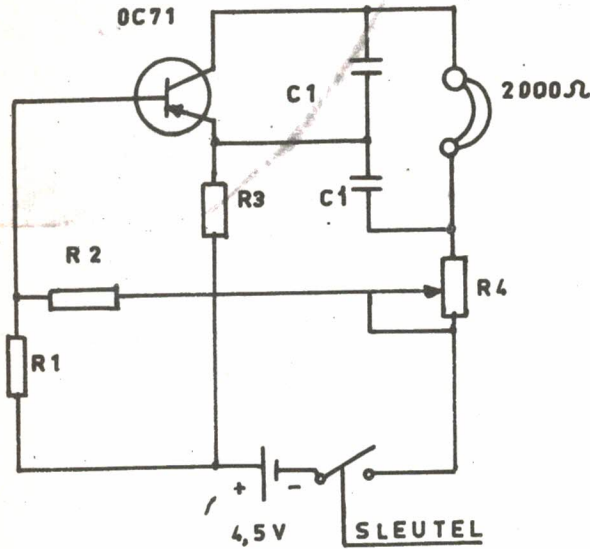 OC71
C1
2000Ω
C1
R3
R2
R4
R1
+ -
4,5V
SLEUTEL